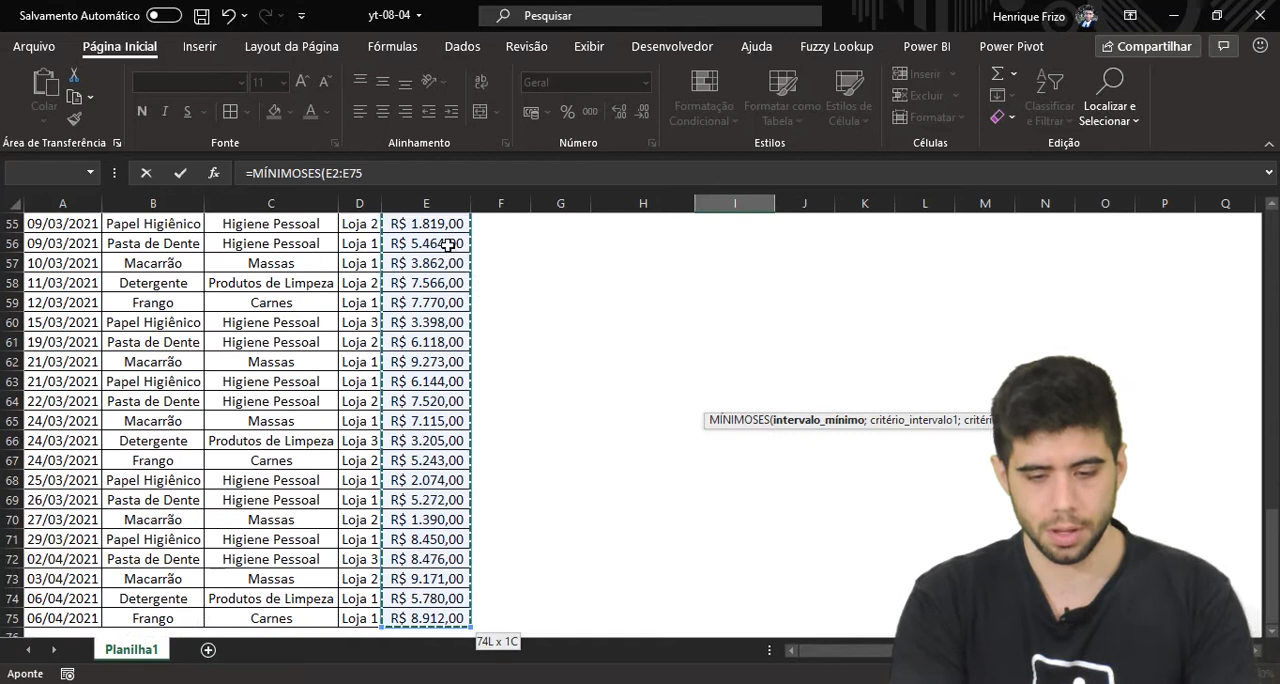 Salvamento Automático yt-08-04 Pesquisar Henrique Frizo
Arquivo Página Inicial Inserir Layout da Página Fórmulas Dados Revisão Exibir Desenvolvedor Ajuda Fuzzy Lookup Power BI Power Pivot Compartilhar
Colar
11
N I S
Geral
% 000
Formatação Condicional
Formatar como Tabela
Estilos de Célula
Inserir
Excluir
Formatar
Classificar e Filtrar
Localizar e Selecionar
Área de Transferência Fonte Alinhamento Número Estilos Células Edição
fx =MÍNIMOSES(E2:E75
A B C D E F G H I J K L M N O P Q
55 09/03/2021 Papel Higiênico Higiene Pessoal Loja 2 R$ 1.819,00
56 09/03/2021 Pasta de Dente Higiene Pessoal Loja 1 R$ 5.464,00
57 10/03/2021 Macarrão Massas Loja 1 R$ 3.862,00
58 11/03/2021 Detergente Produtos de Limpeza Loja 2 R$ 7.566,00
59 12/03/2021 Frango Carnes Loja 1 R$ 7.770,00
60 15/03/2021 Papel Higiênico Higiene Pessoal Loja 3 R$ 3.398,00
61 19/03/2021 Pasta de Dente Higiene Pessoal Loja 2 R$ 6.118,00
62 21/03/2021 Macarrão Massas Loja 1 R$ 9.273,00
63 21/03/2021 Papel Higiênico Higiene Pessoal Loja 1 R$ 6.144,00
64 22/03/2021 Pasta de Dente Higiene Pessoal Loja 2 R$ 7.520,00
65 24/03/2021 Macarrão Massas Loja 1 R$ 7.115,00
MÍNIMOSES(intervalo_mínimo; critério_intervalo1; critéri
66 24/03/2021 Detergente Produtos de Limpeza Loja 3 R$ 3.205,00
67 24/03/2021 Frango Carnes Loja 1 R$ 5.243,00
68 25/03/2021 Papel Higiênico Higiene Pessoal Loja 1 R$ 2.074,00
69 26/03/2021 Pasta de Dente Higiene Pessoal Loja 1 R$ 5.272,00
70 27/03/2021 Macarrão Massas Loja 2 R$ 1.390,00
71 29/03/2021 Papel Higiênico Higiene Pessoal Loja 1 R$ 8.450,00
72 02/04/2021 Pasta de Dente Higiene Pessoal Loja 3 R$ 8.476,00
73 03/04/2021 Macarrão Massas Loja 2 R$ 9.171,00
74 06/04/2021 Detergente Produtos de Limpeza Loja 1 R$ 5.780,00
75 06/04/2021 Frango Carnes Loja 1 R$ 8.912,00
74L x 1C
Planilha1
Aponte